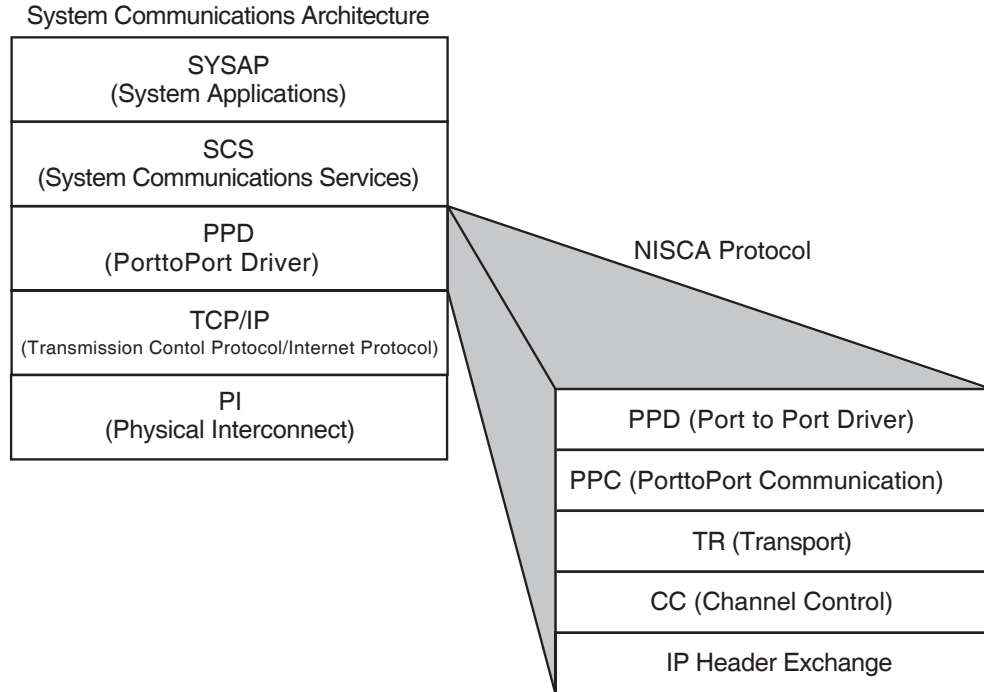 System Communications Architecture
SYSAP
(System Applications)
SCS
(System Communications Services)
PPD
(PorttoPort Driver)
TCP/IP
(Transmission Contol Protocol/Internet Protocol)
PI
(Physical Interconnect)
NISCA Protocol
PPD (Port to Port Driver)
PPC (PorttoPort Communication)
TR (Transport)
CC (Channel Control)
IP Header Exchange